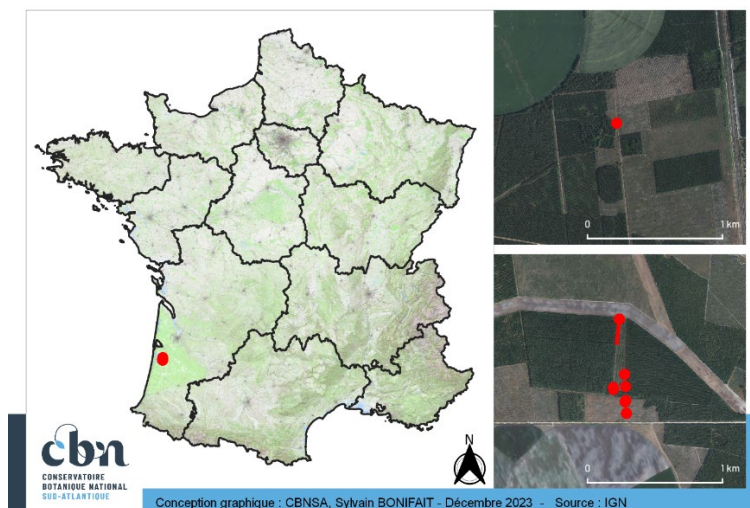 0
1 km
0
1 km
N
cbn
CONSERVATOIRE
BOTANIQUE NATIONAL
SUD-ATLANTIQUE
Conception graphique : CBNSA, Sylvain BONIFAIT - Décembre 2023 - Source : IGN